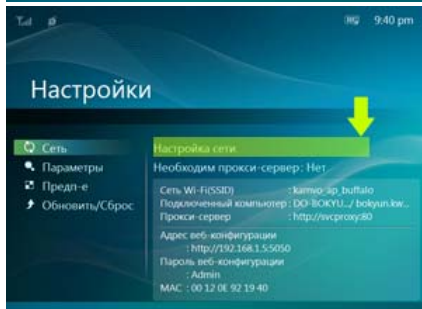 9:40 pm
Настройки
Сеть
Параметры
Предп-е
Обновить/Сброс
Настройка сети
Необходим прокси-сервер: Нет
Сеть Wi-Fi(SSID) : kamvo_ap_buffalo
Подключенный компьютер : DO-BOKYU.../ bokyun.kw...
Прокси-сервер : http://svcproxy:80
Адрес веб-конфигурации
: http://192.168.1.5:5050
Пароль веб-конфигурации
: Admin
MAC : 00 12 0E 92 19 40